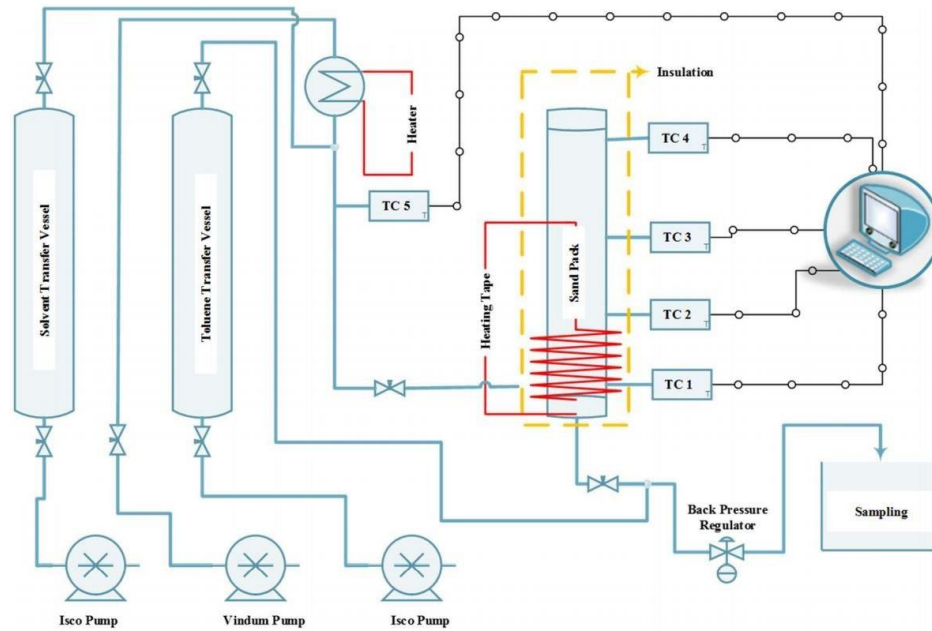 Insulation
Solvent Transfer Vessel
Toluene Transfer Vessel
Heater
TC 4
T
TC 5
T
TC 3
T
Heating Tape
Sand Pack
TC 2
T
TC 1
T
Back Pressure
Regulator
Sampling
Isco Pump
Vindum Pump
Isco Pump